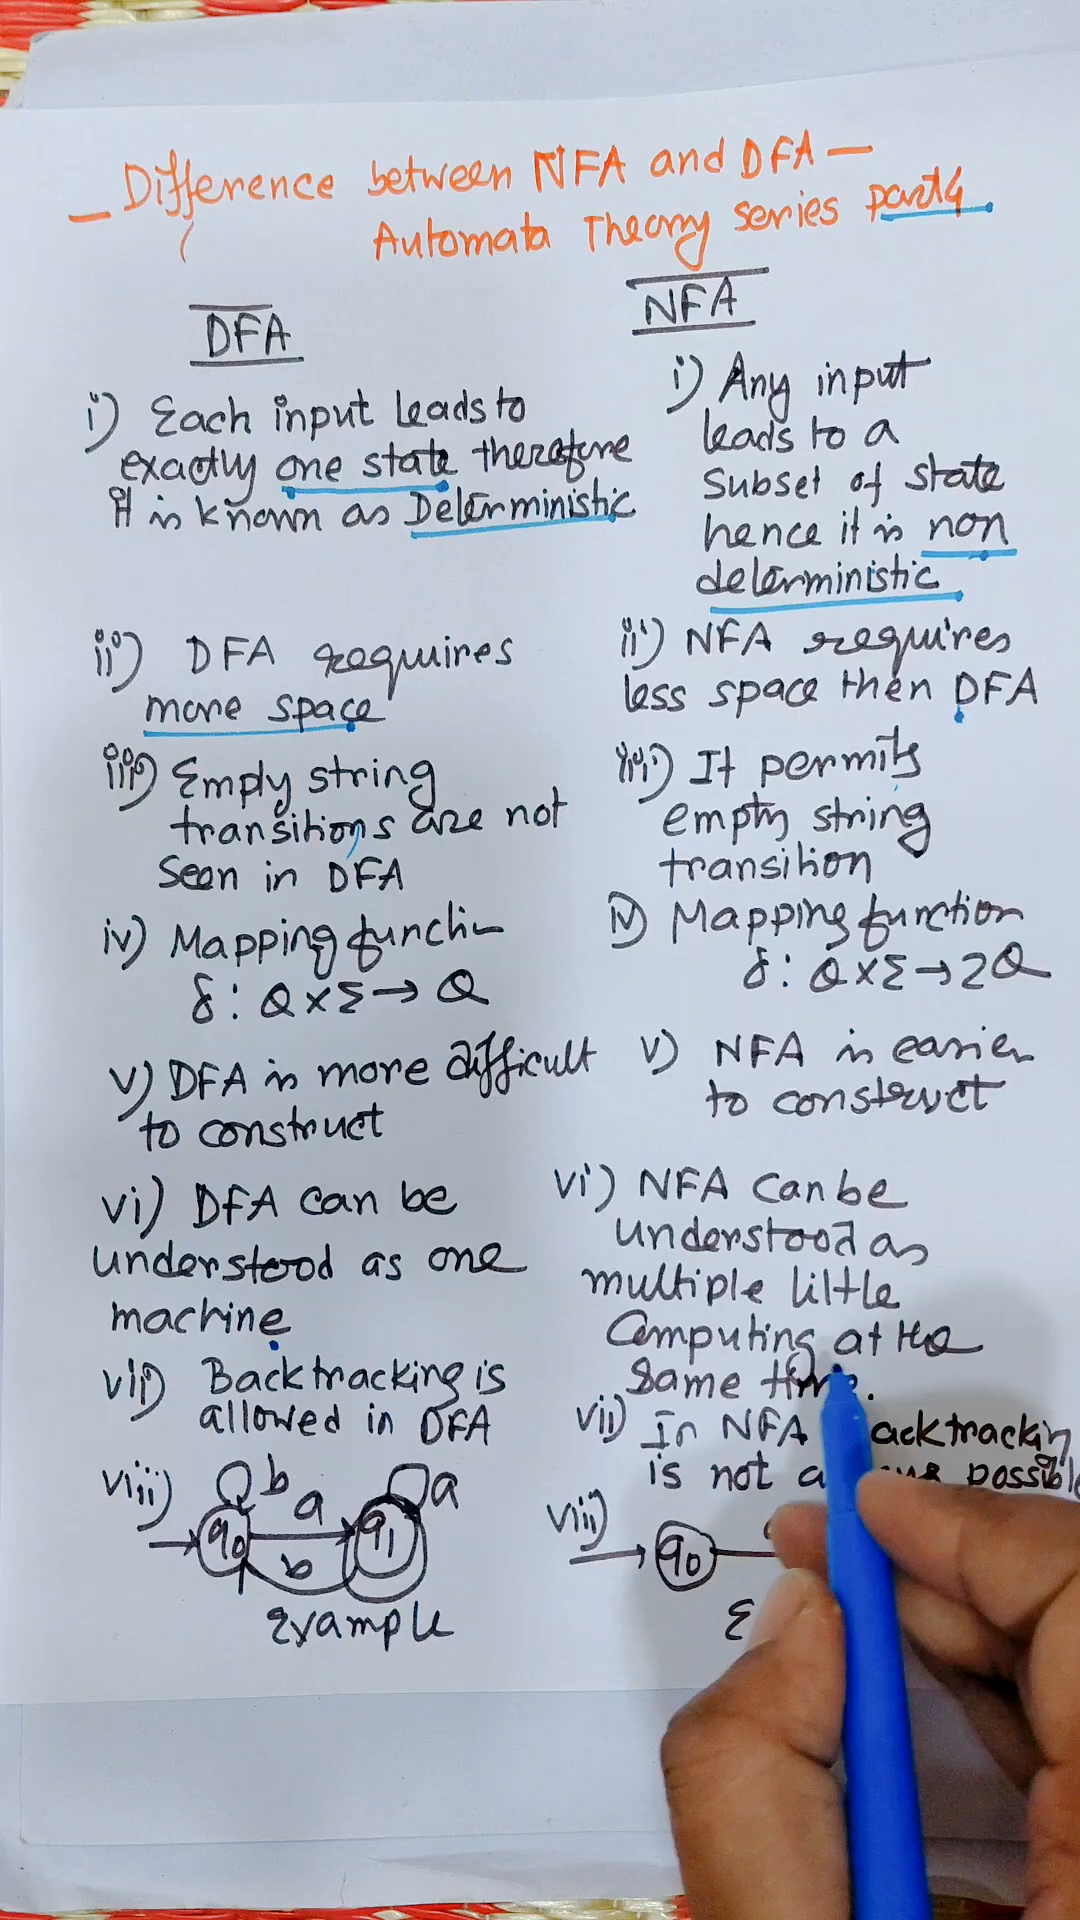 Difference between NFA and DFA —
Automata Theory series part 4
DFA
i) Each input leads to
exactly one state therefore
it is known as Deterministic
ii) DFA requires
more space
iii) Empty string
transitions are not
seen in DFA
iv) Mapping functi
δ: Q×Σ→Q
v) DFA is more difficult
to construct
vi) DFA can be
understood as one
machine
vii) Backtracking is
allowed in DFA
viii) b a a
q0 q1
b
example
NFA
i) Any input
leads to a
subset of state
hence it is non
deterministic
ii) NFA requires
less space then DFA
iii) It permits
empty string
transition
iv) Mapping function
δ: Q×Σ→2Q
v) NFA is easier
to construct
vi) NFA can be
understood as
multiple little
Computing at the
same time.
vii) In NFA
is not possible
viii) q0